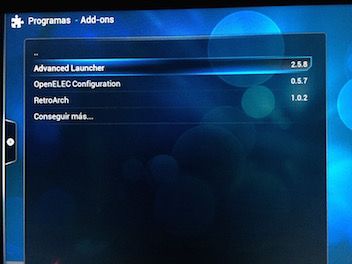 Programas - Add-ons
..
Advanced Launcher 2.5.8
OpenELEC Configuration 0.5.7
RetroArch 1.0.2
Conseguir más...